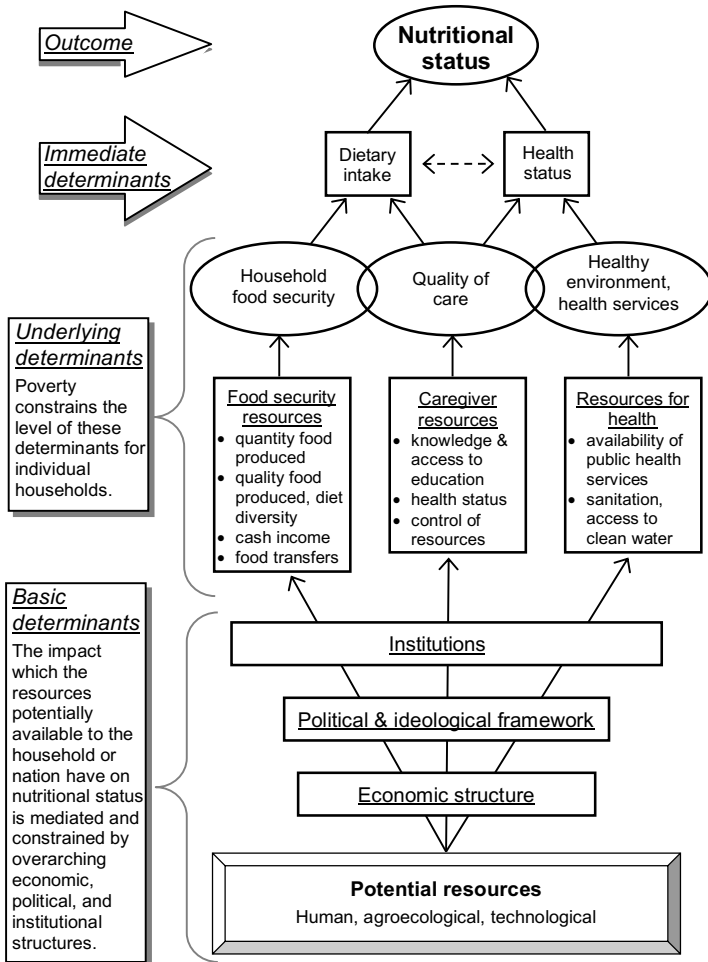 Outcome
Nutritional
status
Immediate
determinants
Dietary
intake
Health
status
Household
food security
Quality of
care
Healthy
environment,
health services
Underlying
determinants
Poverty
constrains the
level of these
determinants for
individual
households.
Food security
resources
• quantity food
produced
• quality food
produced, diet
diversity
• cash income
• food transfers
Caregiver
resources
• knowledge &
access to
education
• health status
• control of
resources
Resources for
health
• availability of
public health
services
• sanitation,
access to
clean water
Basic
determinants
The impact
which the
resources
potentially
available to the
household or
nation have on
nutritional status
is mediated and
constrained by
overarching
economic,
political, and
institutional
structures.
Institutions
Political & ideological framework
Economic structure
Potential resources
Human, agroecological, technological